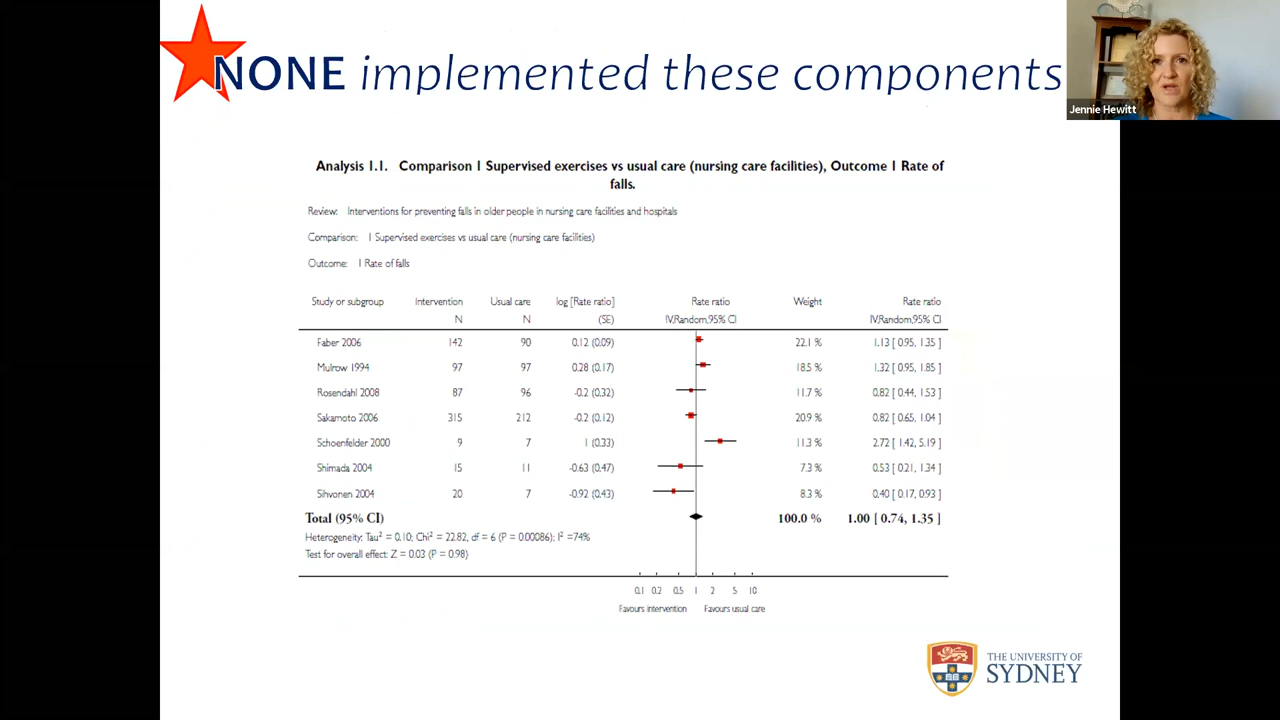 NONE implemented these components
Jennie Hewitt
Analysis 1.1. Comparison 1 Supervised exercises vs usual care (nursing care facilities), Outcome 1 Rate of
falls.
Review: Interventions for preventing falls in older people in nursing care facilities and hospitals
Comparison: 1 Supervised exercises vs usual care (nursing care facilities)
Outcome: 1 Rate of falls
Study or subgroup Intervention Usual care log [Rate ratio] Rate ratio Weight Rate ratio
N N (SE) IV,Random,95% CI IV,Random,95% CI
Faber 2006 142 90 0.12 (0.09) 22.1 % 1.13 [ 0.95, 1.35 ]
Mulrow 1994 97 97 0.28 (0.17) 18.5 % 1.32 [ 0.95, 1.85 ]
Rosendahl 2008 87 96 -0.2 (0.32) 11.7 % 0.82 [ 0.44, 1.53 ]
Sakamoto 2006 315 212 -0.2 (0.12) 20.9 % 0.82 [ 0.65, 1.04 ]
Schoenfelder 2000 9 7 1 (0.33) 11.3 % 2.72 [ 1.42, 5.19 ]
Shimada 2004 15 11 -0.63 (0.47) 7.3 % 0.53 [ 0.21, 1.34 ]
Sihvonen 2004 20 7 -0.92 (0.43) 8.3 % 0.40 [ 0.17, 0.93 ]
Total (95% CI) 100.0 % 1.00 [ 0.74, 1.35 ]
Heterogeneity: Tau² = 0.10; Chi² = 22.82, df = 6 (P = 0.00086); I² =74%
Test for overall effect: Z = 0.03 (P = 0.98)
0.1 0.2 0.5 1 2 5 10
Favours intervention Favours usual care
THE UNIVERSITY OF
SYDNEY